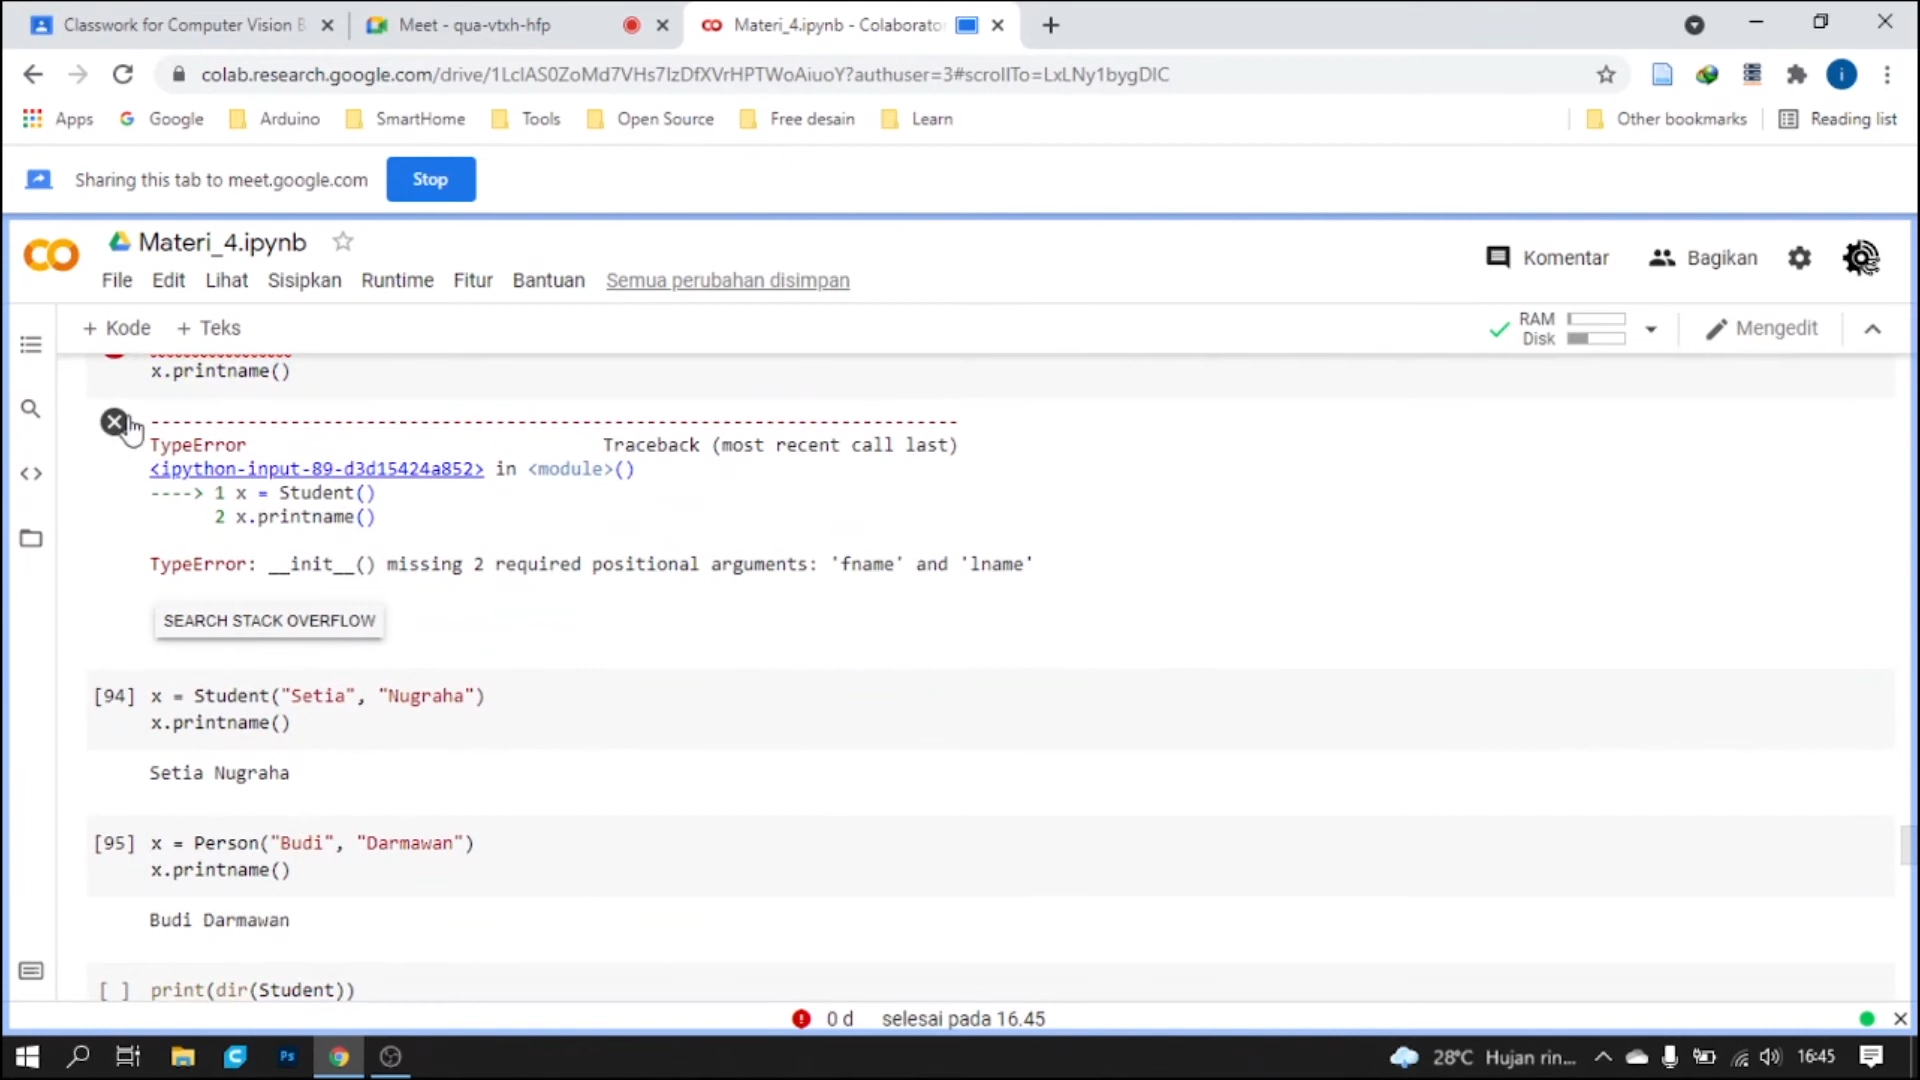 Classwork for Computer Vision B
Meet - qua-vtxh-hfp
Materi_4.ipynb - Colaborator
colab.research.google.com/drive/1LcIAS0ZoMd7VHs7IzDfXVrHPTWoAiuoY?authuser=3#scrollTo=LxLNy1bygDIC
Apps
Google
Arduino
SmartHome
Tools
Open Source
Free desain
Learn
Other bookmarks
Reading list
Sharing this tab to meet.google.com
Stop
Materi_4.ipynb
Komentar
Bagikan
File Edit Lihat Sisipkan Runtime Fitur Bantuan Semua perubahan disimpan
+ Kode + Teks
RAM
Disk
Mengedit
x.printname()
---------------------------------------------------------------------------
TypeError Traceback (most recent call last)
<ipython-input-89-d3d15424a852> in <module>()
----> 1 x = Student()
2 x.printname()
TypeError: __init__() missing 2 required positional arguments: 'fname' and 'lname'
SEARCH STACK OVERFLOW
[94] x = Student("Setia", "Nugraha")
x.printname()
Setia Nugraha
[95] x = Person("Budi", "Darmawan")
x.printname()
Budi Darmawan
[ ] print(dir(Student))
0 d selesai pada 16.45
28°C Hujan rin...
16:45